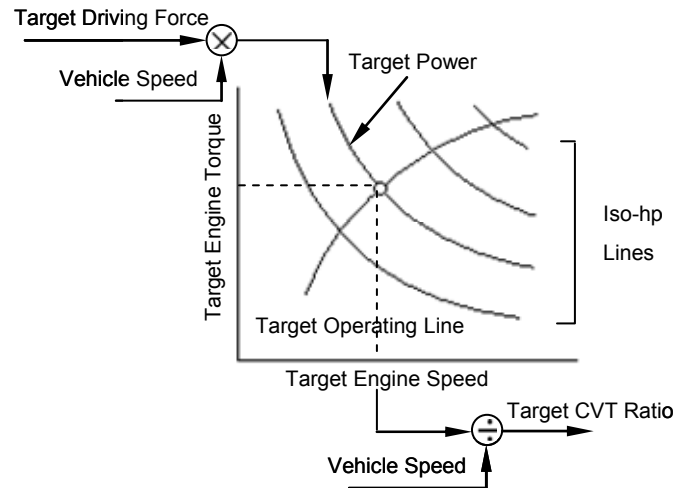 Target Driving Force
Vehicle Speed
Target Power
Target Engine Torque
Iso-hp
Lines
Target Operating Line
Target Engine Speed
Target CVT Ratio
Vehicle Speed